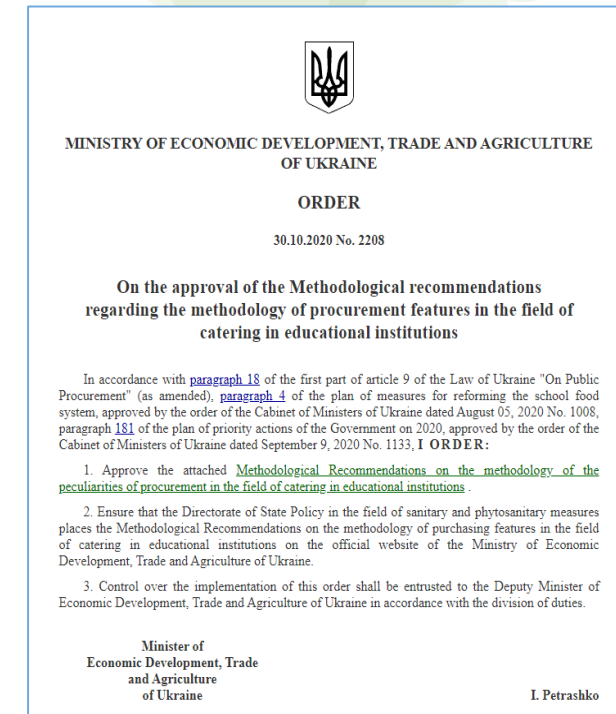 MINISTRY OF ECONOMIC DEVELOPMENT, TRADE AND AGRICULTURE
OF UKRAINE
ORDER
30.10.2020 No. 2208
On the approval of the Methodological recommendations
regarding the methodology of procurement features in the field of
catering in educational institutions
In accordance with paragraph 18 of the first part of article 9 of the Law of Ukraine "On Public
Procurement" (as amended), paragraph 4 of the plan of measures for reforming the school food
system, approved by the order of the Cabinet of Ministers of Ukraine dated August 05, 2020 No. 1008,
paragraph 181 of the plan of priority actions of the Government on 2020, approved by the order of the
Cabinet of Ministers of Ukraine dated September 9, 2020 No. 1133, I ORDER:
1. Approve the attached Methodological Recommendations on the methodology of the
peculiarities of procurement in the field of catering in educational institutions .
2. Ensure that the Directorate of State Policy in the field of sanitary and phytosanitary measures
places the Methodological Recommendations on the methodology of purchasing features in the field
of catering in educational institutions on the official website of the Ministry of Economic
Development, Trade and Agriculture of Ukraine.
3. Control over the implementation of this order shall be entrusted to the Deputy Minister of
Economic Development, Trade and Agriculture of Ukraine in accordance with the division of duties.
Minister of
Economic Development, Trade
and Agriculture
of Ukraine I. Petrashko